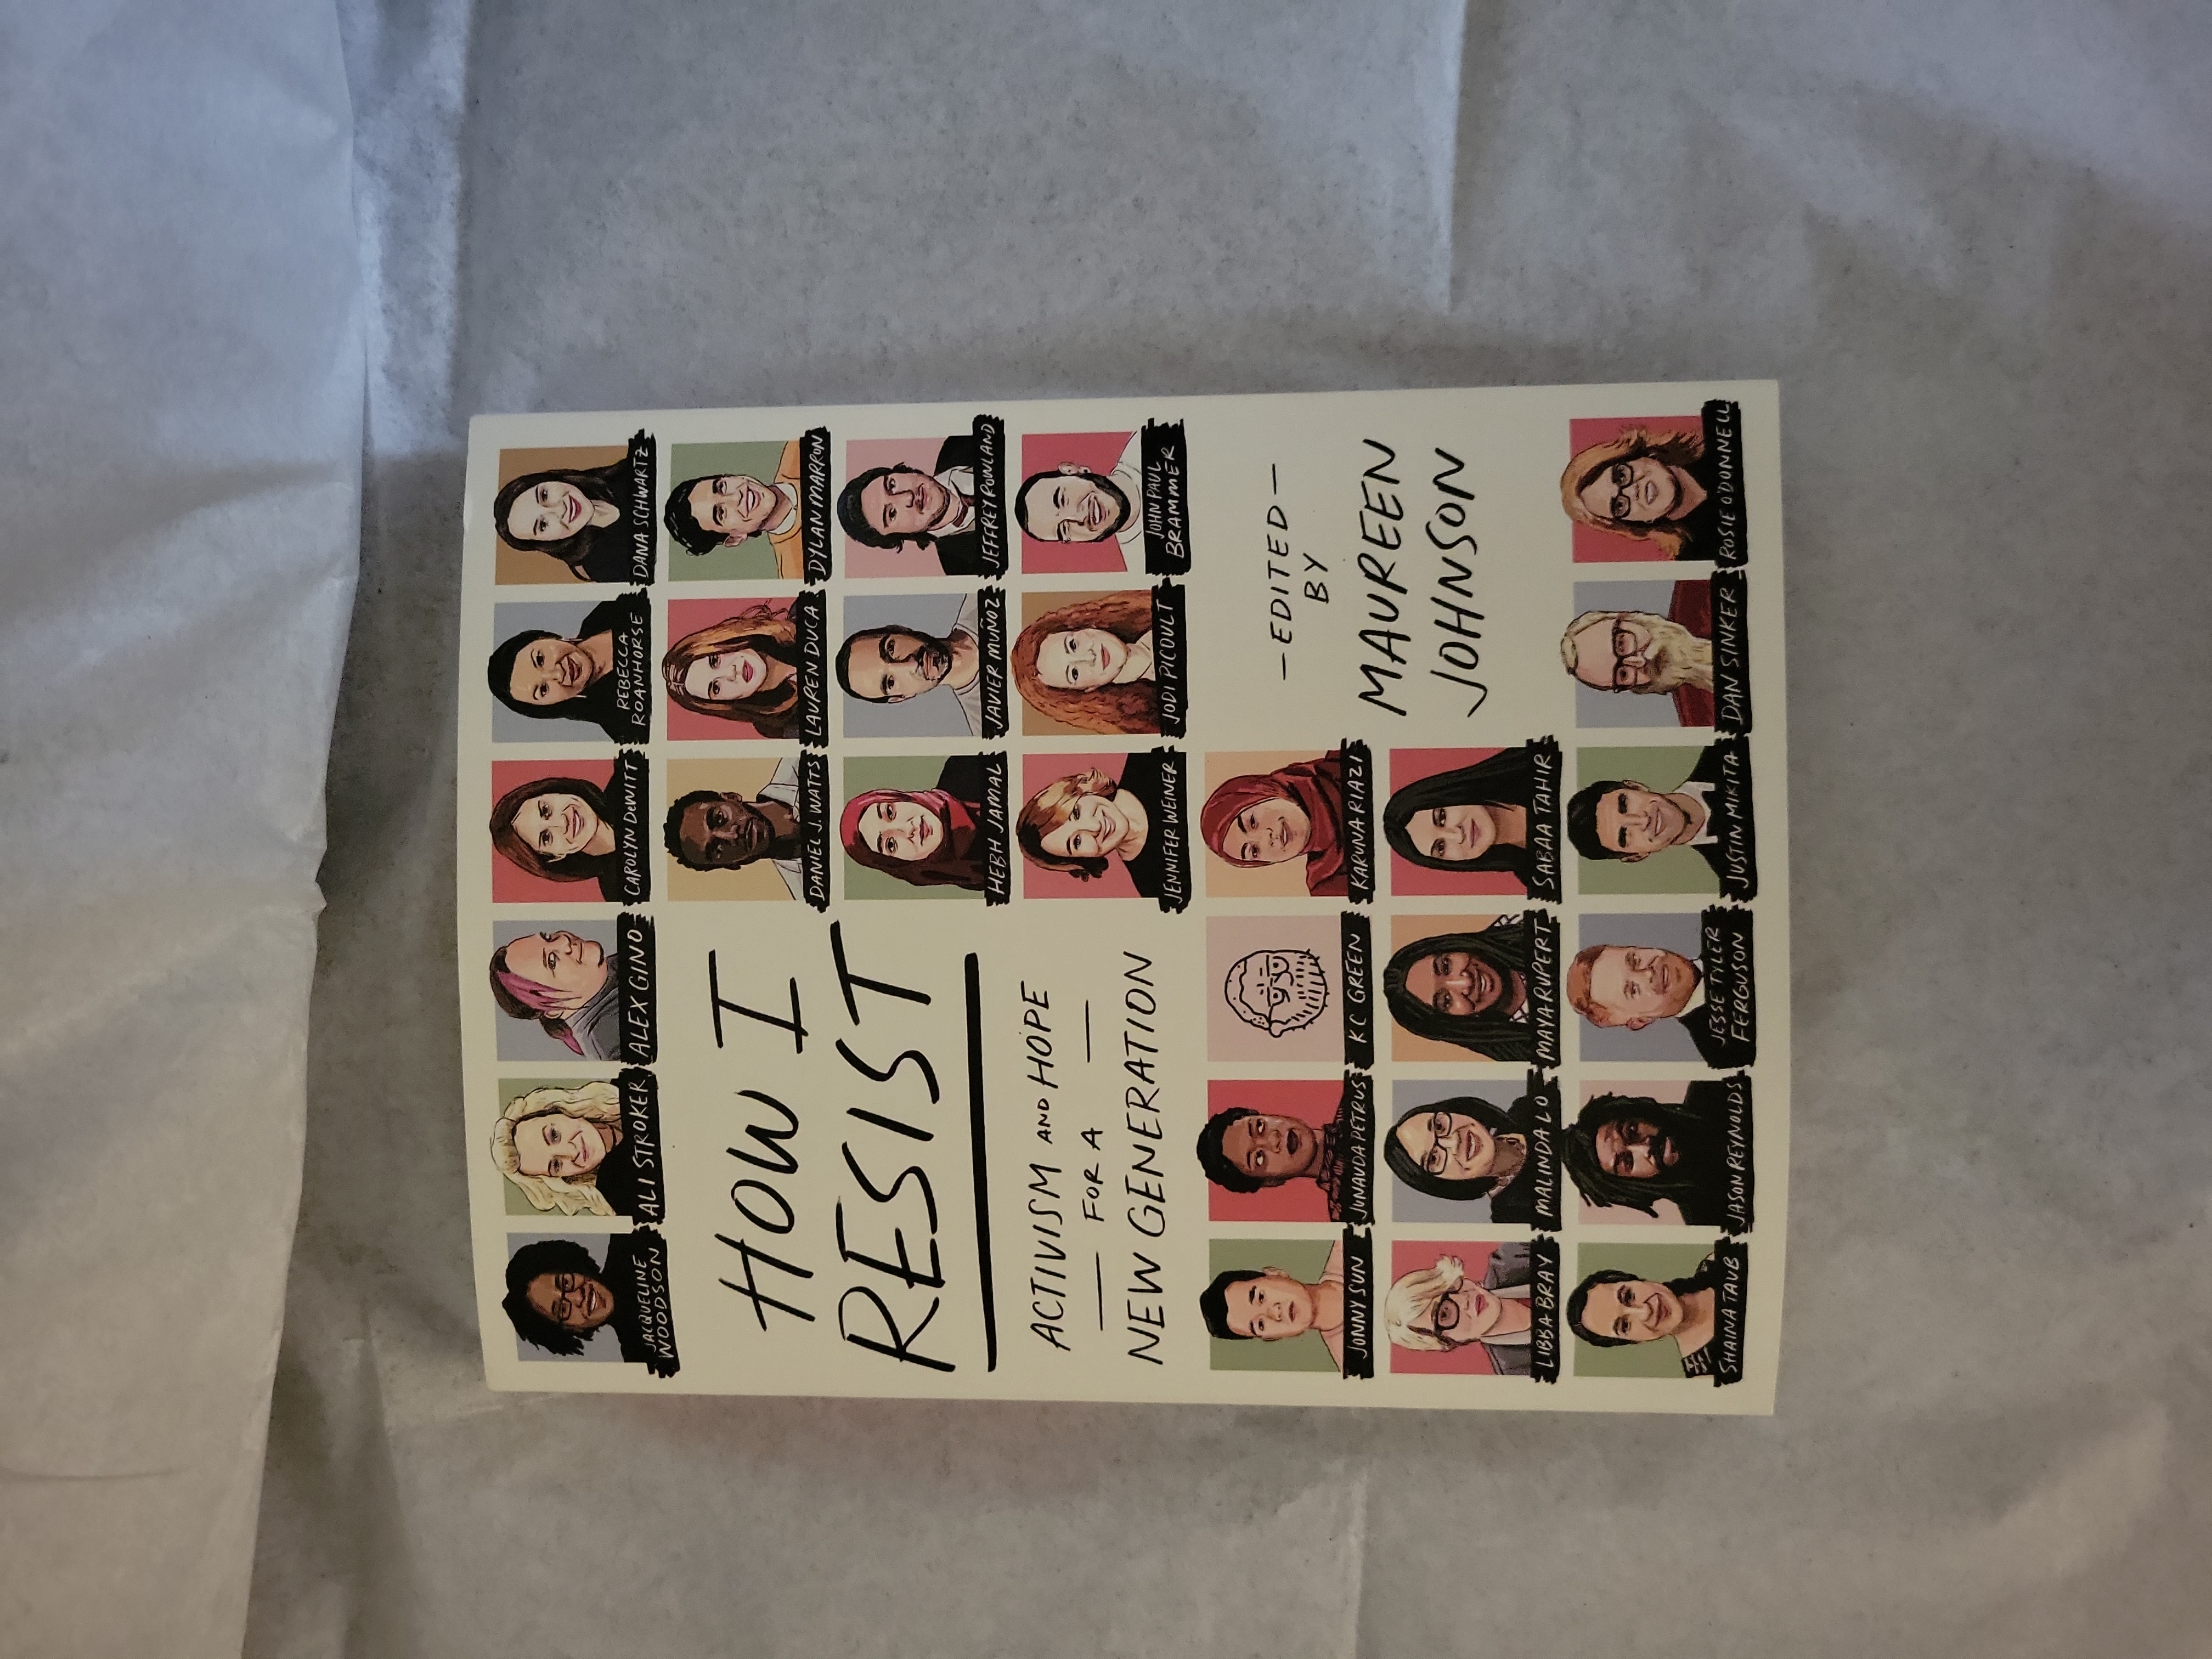 JACQUELINE
WOODSON
ALI STROKER
ALEX GINO
CAROLYN DEWITT
REBECCA
ROANHORSE
DANA SCHWARTZ
HOW I
RESIST
ACTIVISM AND HOPE
— FOR A —
NEW GENERATION
DANIEL J. WATTS
LAUREN DUCA
DYLAN MARRON
HEBH JAMAL
JAVIER MUÑOZ
JEFFREY ROWLAND
JENNIFER WEINER
JODI PICOULT
JOHN PAUL
BRAMMER
JONNY SUN
JUNAUDA PETRUS
KC GREEN
KARUNA RIAZI
—EDITED—
BY
MAUREEN
JOHNSON
LIBBA BRAY
MALINDA LO
MAYA RUPERT
SABAA TAHIR
SHAINA TAUB
JASON REYNOLDS
JESSE TYLER
FERGUSON
JUSTIN MIKITA
DAN SINKER
ROSIE O'DONNELL